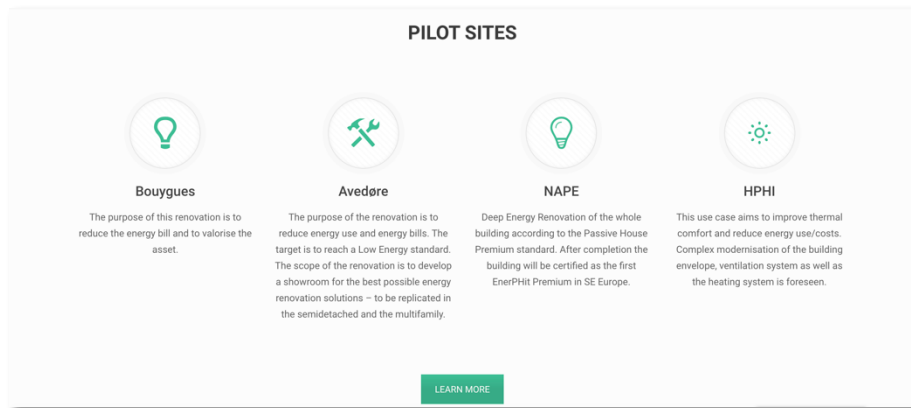 PILOT SITES
Bouygues
The purpose of this renovation is to
reduce the energy bill and to valorise the
asset.
Avedøre
The purpose of the renovation is to
reduce energy use and energy bills. The
target is to reach a Low Energy standard.
The scope of the renovation is to develop
a showroom for the best possible energy
renovation solutions – to be replicated in
the semidetached and the multifamily.
NAPE
Deep Energy Renovation of the whole
building according to the Passive House
Premium standard. After completion the
building will be certified as the first
EnerPHit Premium in SE Europe.
HPHI
This use case aims to improve thermal
comfort and reduce energy use/costs.
Complex modernisation of the building
envelope, ventilation system as well as
the heating system is foreseen.
LEARN MORE